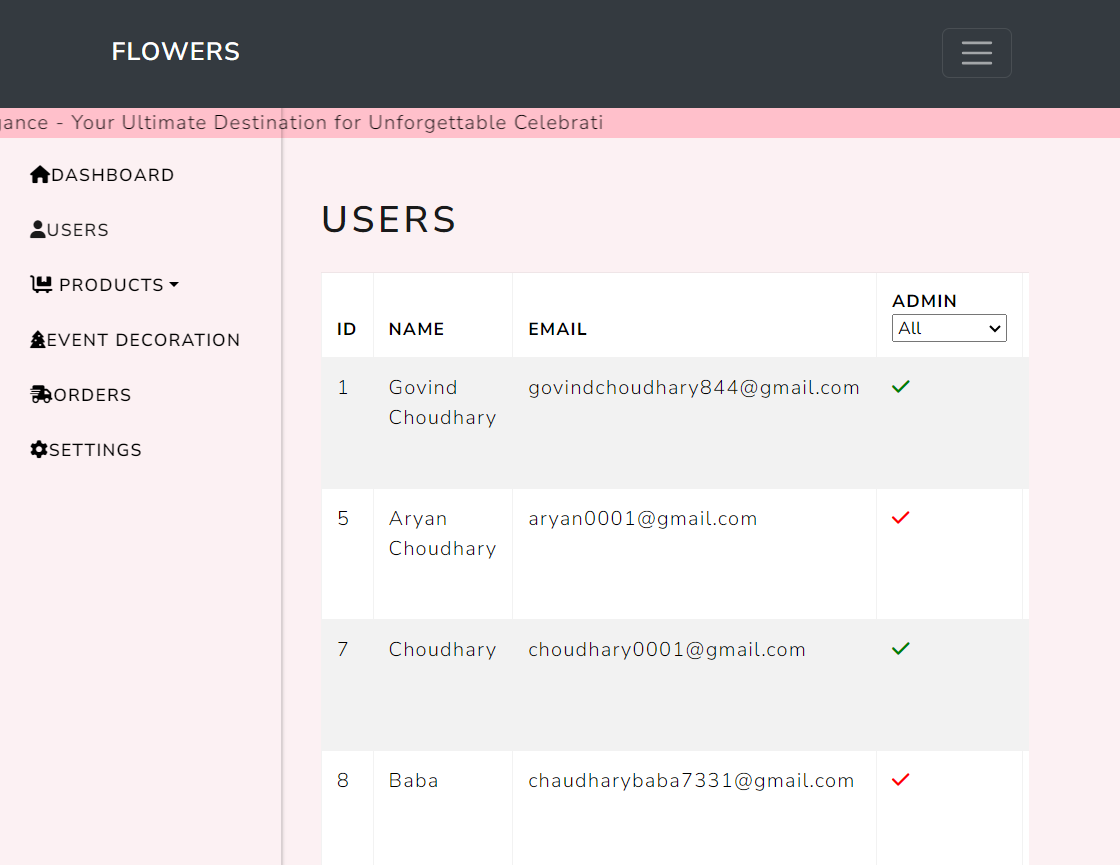 FLOWERS
gance - Your Ultimate Destination for Unforgettable Celebrati
DASHBOARD
USERS
PRODUCTS
EVENT DECORATION
ORDERS
SETTINGS
USERS
ID NAME EMAIL ADMIN
All
1 Govind Choudhary govindchoudhary844@gmail.com
5 Aryan Choudhary aryan0001@gmail.com
7 Choudhary choudhary0001@gmail.com
8 Baba chaudharybaba7331@gmail.com